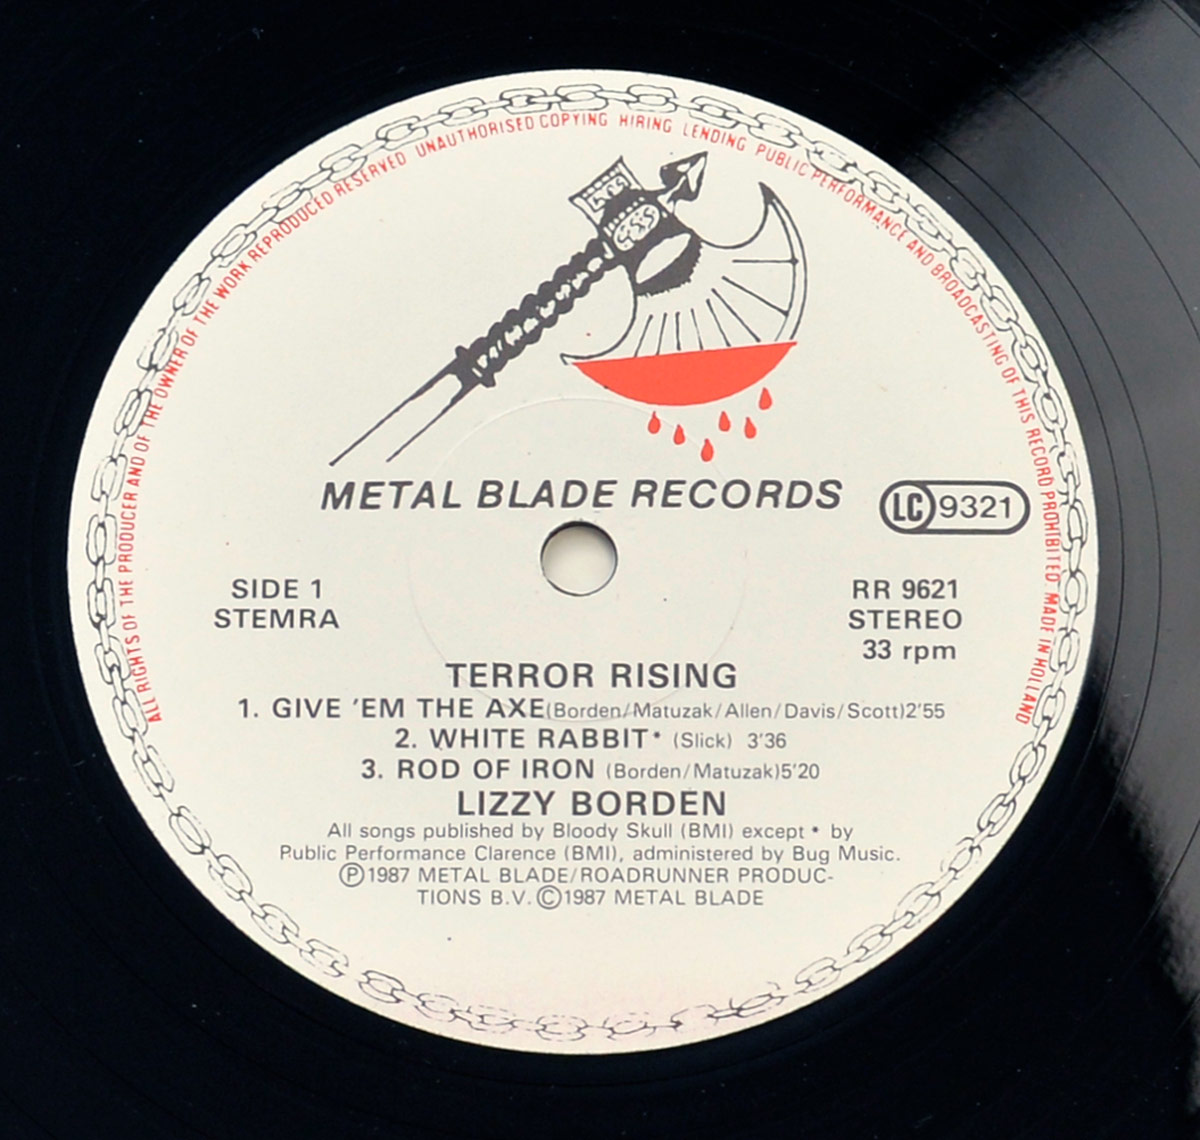 ALL RIGHTS OF THE PRODUCER AND OF THE OWNER OF THE WORK REPRODUCED RESERVED UNAUTHORISED COPYING HIRING LENDING PUBLIC PERFORMANCE AND BROADCASTING OF THIS RECORD PROHIBITED MADE IN HOLLAND
METAL BLADE RECORDS
LC 9321
SIDE 1
STEMRA
RR 9621
STEREO
33 rpm
TERROR RISING
1. GIVE 'EM THE AXE(Borden/Matuzak/Allen/Davis/Scott)2'55
2. WHITE RABBIT* (Slick) 3'36
3. ROD OF IRON (Borden/Matuzak)5'20
LIZZY BORDEN
All songs published by Bloody Skull (BMI) except * by
Public Performance Clarence (BMI), administered by Bug Music.
Ⓟ1987 METAL BLADE/ROADRUNNER PRODUC-
TIONS B.V. ©1987 METAL BLADE